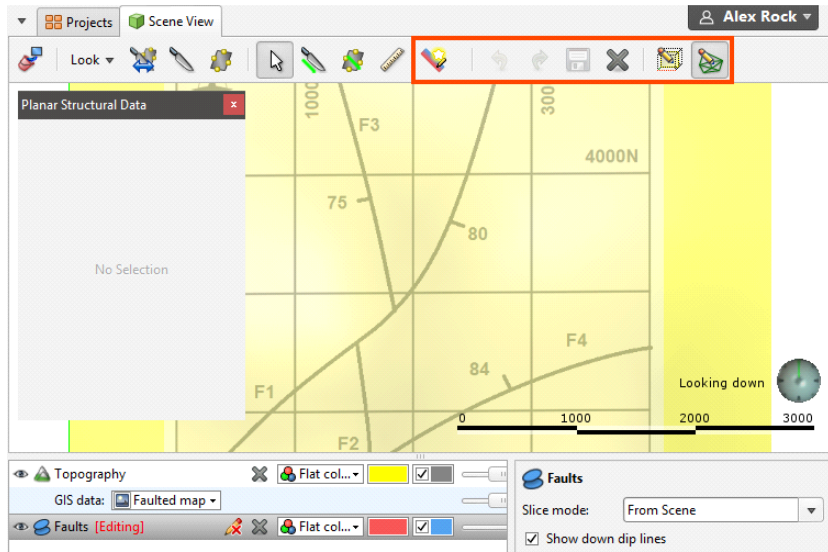 Projects Scene View Alex Rock
Look
Planar Structural Data x
No Selection
1000
300
F3
4000N
75
80
F4
84
F1
F2
Looking down
0 1000 2000 3000
Topography Flat col...
GIS data: Faulted map
Faults [Editing] Flat col...
Faults
Slice mode: From Scene
Show down dip lines